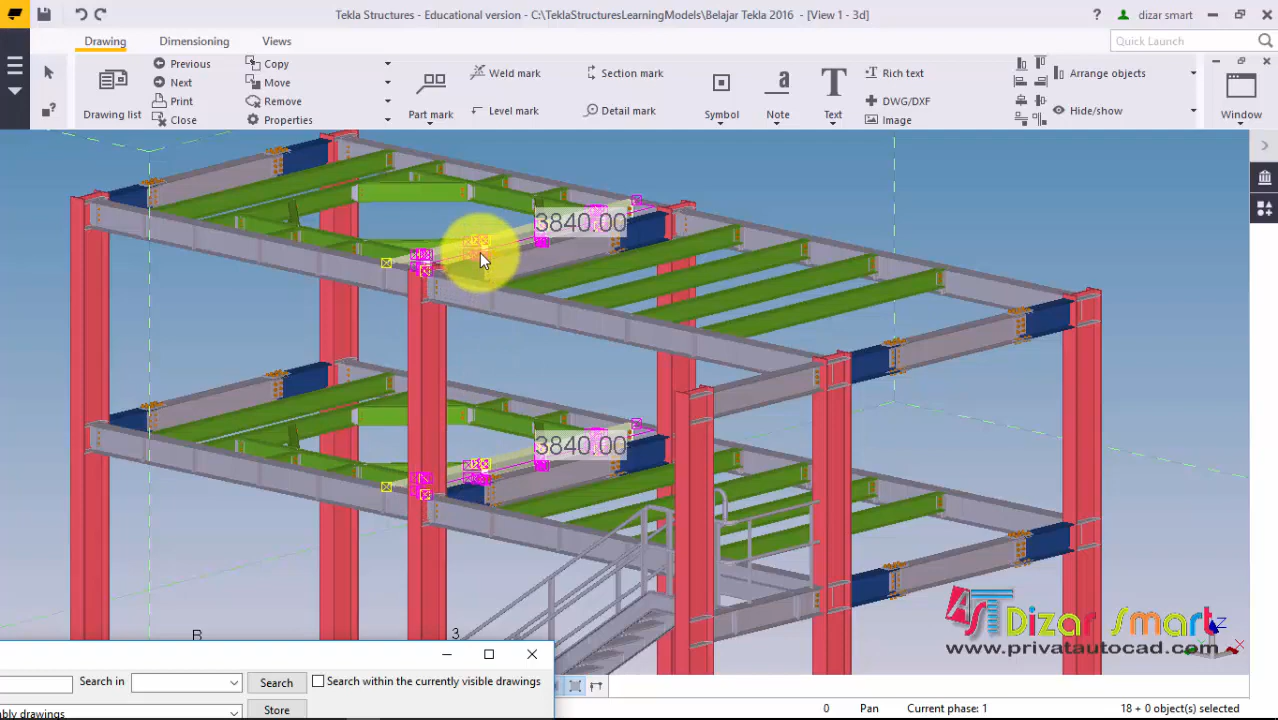 Tekla Structures - Educational version - C:\TeklaStructuresLearningModels\Belajar Tekla 2016 - [View 1 - 3d]
?
dizar smart
Drawing
Dimensioning
Views
Quick Launch
Drawing list
Previous
Next
Print
Close
Copy
Move
Remove
Properties
Part mark
Weld mark
Level mark
Section mark
Detail mark
Symbol
Note
Text
Rich text
DWG/DXF
Image
Arrange objects
Hide/show
Window
3840.00
3840.00
B
3
Z
X
Dizar Smart
www.privatautocad.com
Search in
Search
Search within the currently visible drawings
Store
0
Pan
Current phase: 1
18 + 0 object(s) selected